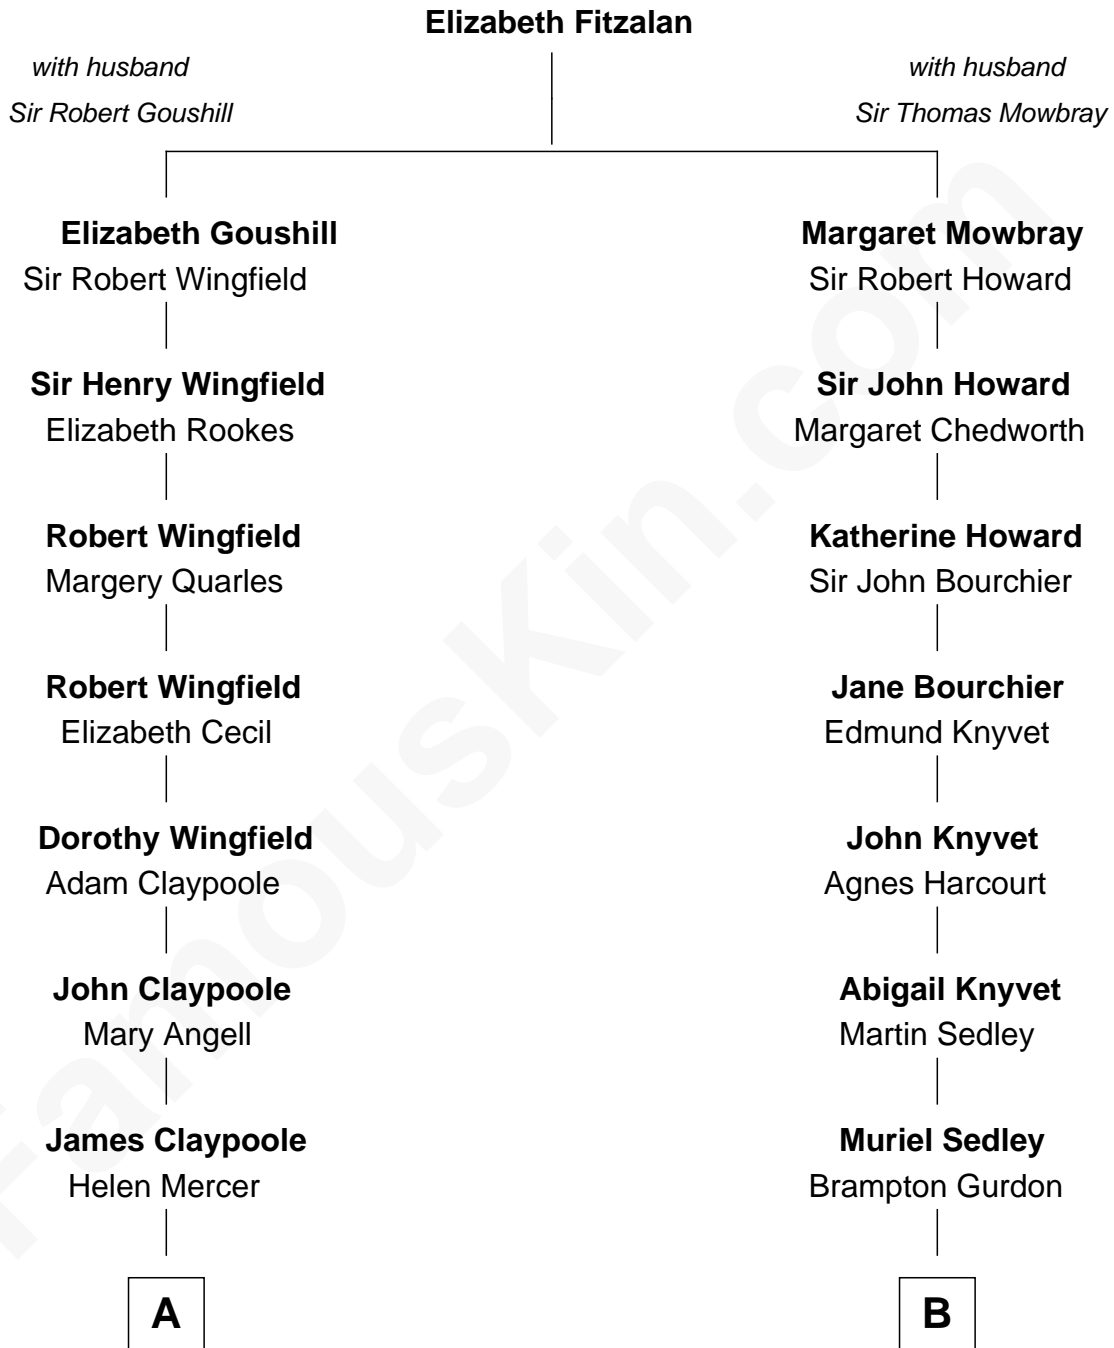 Elizabeth Fitzalan
with husband
Sir Robert Goushill
with husband
Sir Thomas Mowbray
Elizabeth Goushill
Sir Robert Wingfield
Margaret Mowbray
Sir Robert Howard
Sir Henry Wingfield
Elizabeth Rookes
Sir John Howard
Margaret Chedworth
Robert Wingfield
Margery Quarles
Katherine Howard
Sir John Bourchier
Robert Wingfield
Elizabeth Cecil
Jane Bourchier
Edmund Knyvet
Dorothy Wingfield
Adam Claypoole
John Knyvet
Agnes Harcourt
John Claypoole
Mary Angell
Abigail Knyvet
Martin Sedley
James Claypoole
Helen Mercer
Muriel Sedley
Brampton Gurdon
A
B
FamousKin.com